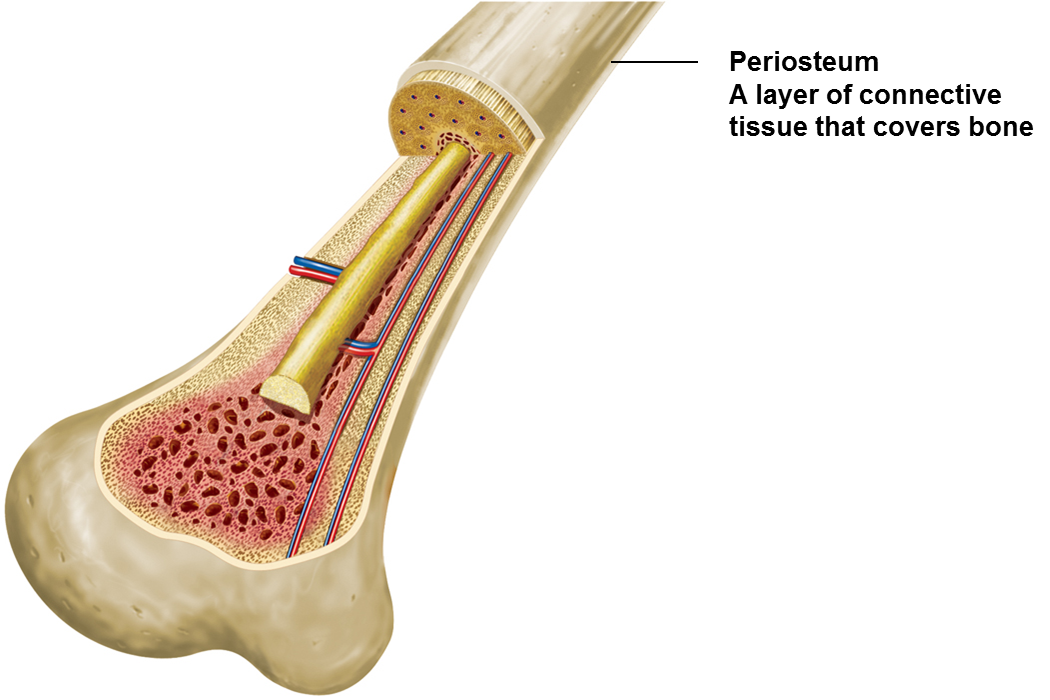 Periosteum
A layer of connective
tissue that covers bone